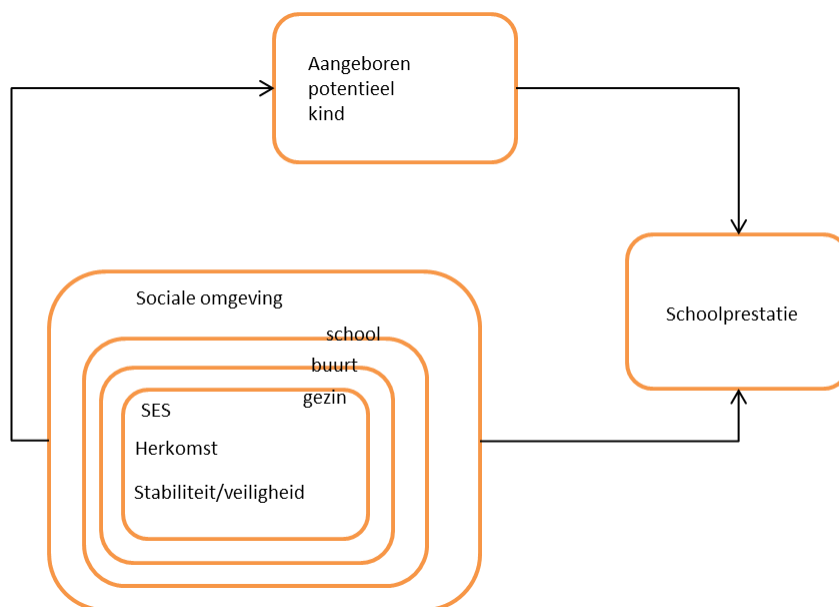 Aangeboren
potentieel
kind
Sociale omgeving
Schoolprestatie
school
buurt
gezin
SES
Herkomst
Stabiliteit/veiligheid